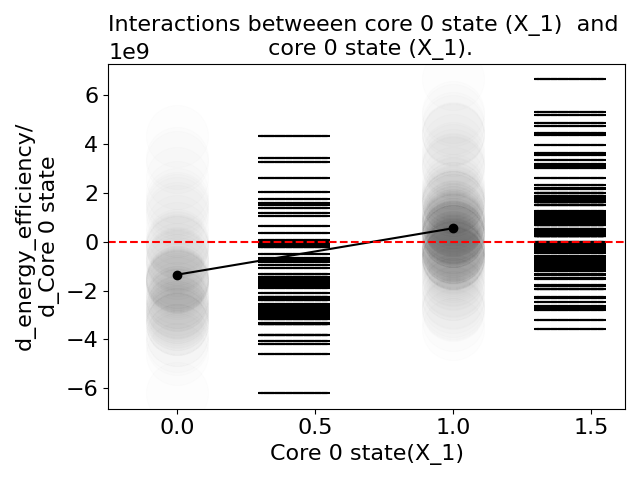 Interactions betweeen core 0 state (X_1)  and
core 0 state (X_1).
1e9
6
4
2
0
−2
−4
−6
d_energy_efficiency/
d_Core 0 state
0.0
0.5
1.0
1.5
Core 0 state(X_1)